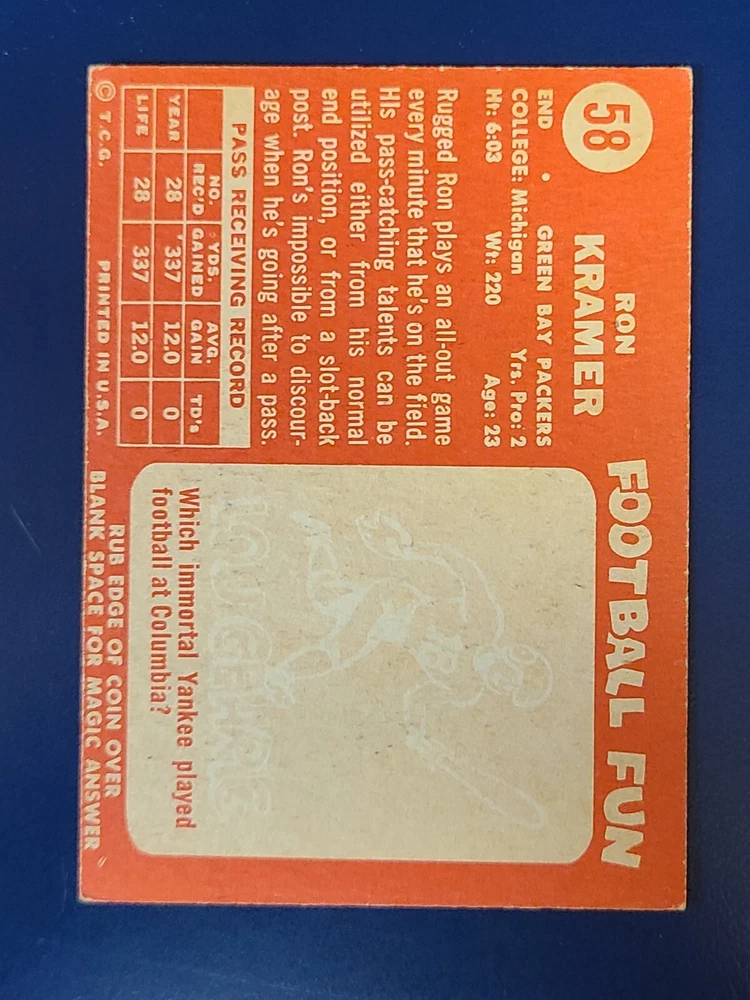 58
RON
KRAMER
END • GREEN BAY PACKERS
COLLEGE: Michigan Yrs. Pro: 2
Ht: 6:03 Wt: 220 Age: 23
Rugged Ron plays an all-out game
every minute that he's on the field.
HIs pass-catching talents can be
utilized either from his normal
end position, or from a slot-back
post. Ron's impossible to discour-
age when he's going after a pass.
PASS RECEIVING RECORD
NO. REC'D YDS. GAINED AVG. GAIN TD's
YEAR 28 337 12.0 0
LIFE 28 337 12.0 0
© T.C.G. PRINTED IN U.S.A.
FOOTBALL FUN
LOU GEHRIG
Which immortal Yankee played
football at Columbia?
RUB EDGE OF COIN OVER
BLANK SPACE FOR MAGIC ANSWER